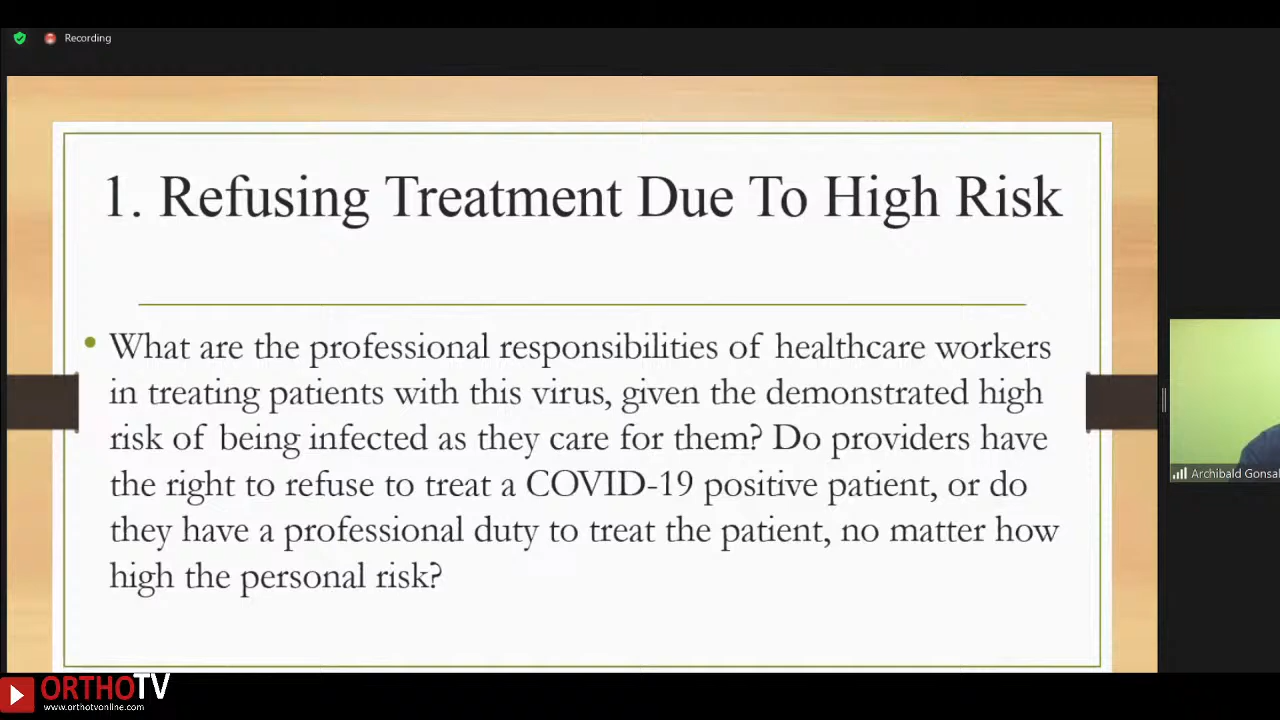 Recording
1. Refusing Treatment Due To High Risk
• What are the professional responsibilities of healthcare workers
in treating patients with this virus, given the demonstrated high
risk of being infected as they care for them? Do providers have
the right to refuse to treat a COVID-19 positive patient, or do
they have a professional duty to treat the patient, no matter how
high the personal risk?
Archibald Gonsal
ORTHOTV
www.orthotvonline.com